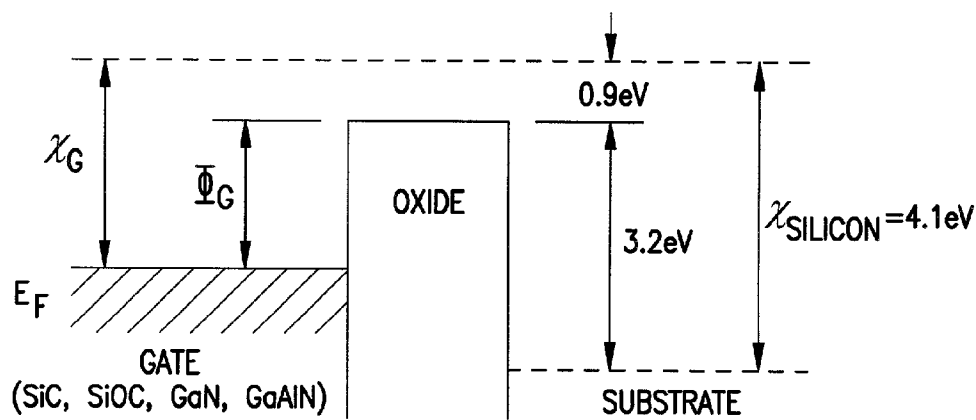 0.9eV
χG
ΦG
OXIDE
χSILICON=4.1eV
3.2eV
EF
GATE
(SiC, SiOC, GaN, GaAlN)
SUBSTRATE